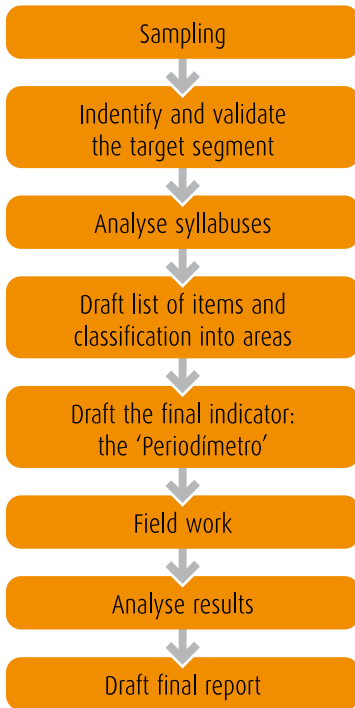 Sampling
Indentify and validate
the target segment
Analyse syllabuses
Draft list of items and
classification into areas
Draft the final indicator:
the ‘Periodímetro’
Field work
Analyse results
Draft final report